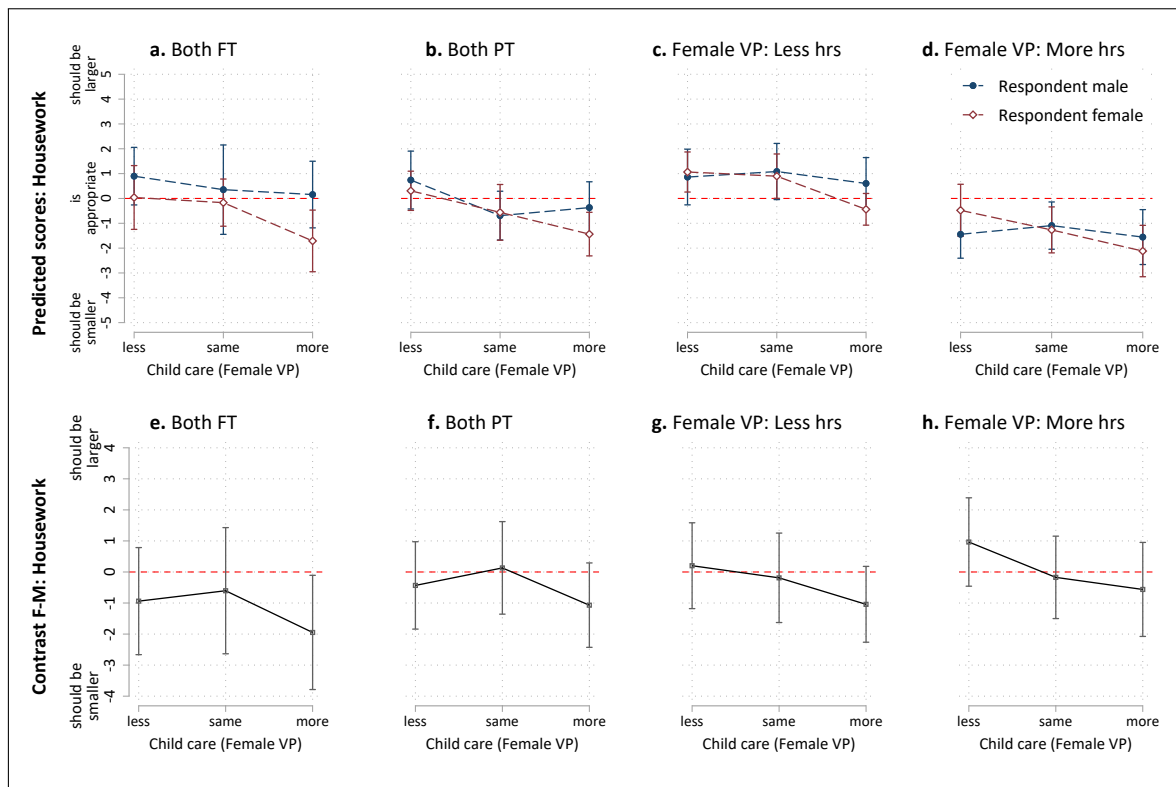 a. Both FT
b. Both PT
c. Female VP: Less hrs
d. Female VP: More hrs
Predicted scores: Housework
should be
larger
is
appropriate
should be
smaller
5
4
3
2
1
0
-1
-2
-3
-4
-5
Respondent male
Respondent female
less same more
less same more
less same more
less same more
Child care (Female VP)
Child care (Female VP)
Child care (Female VP)
Child care (Female VP)
e. Both FT
f. Both PT
g. Female VP: Less hrs
h. Female VP: More hrs
Contrast F-M: Housework
should be
larger
should be
smaller
4
3
2
1
0
-1
-2
-3
-4
less same more
less same more
less same more
less same more
Child care (Female VP)
Child care (Female VP)
Child care (Female VP)
Child care (Female VP)